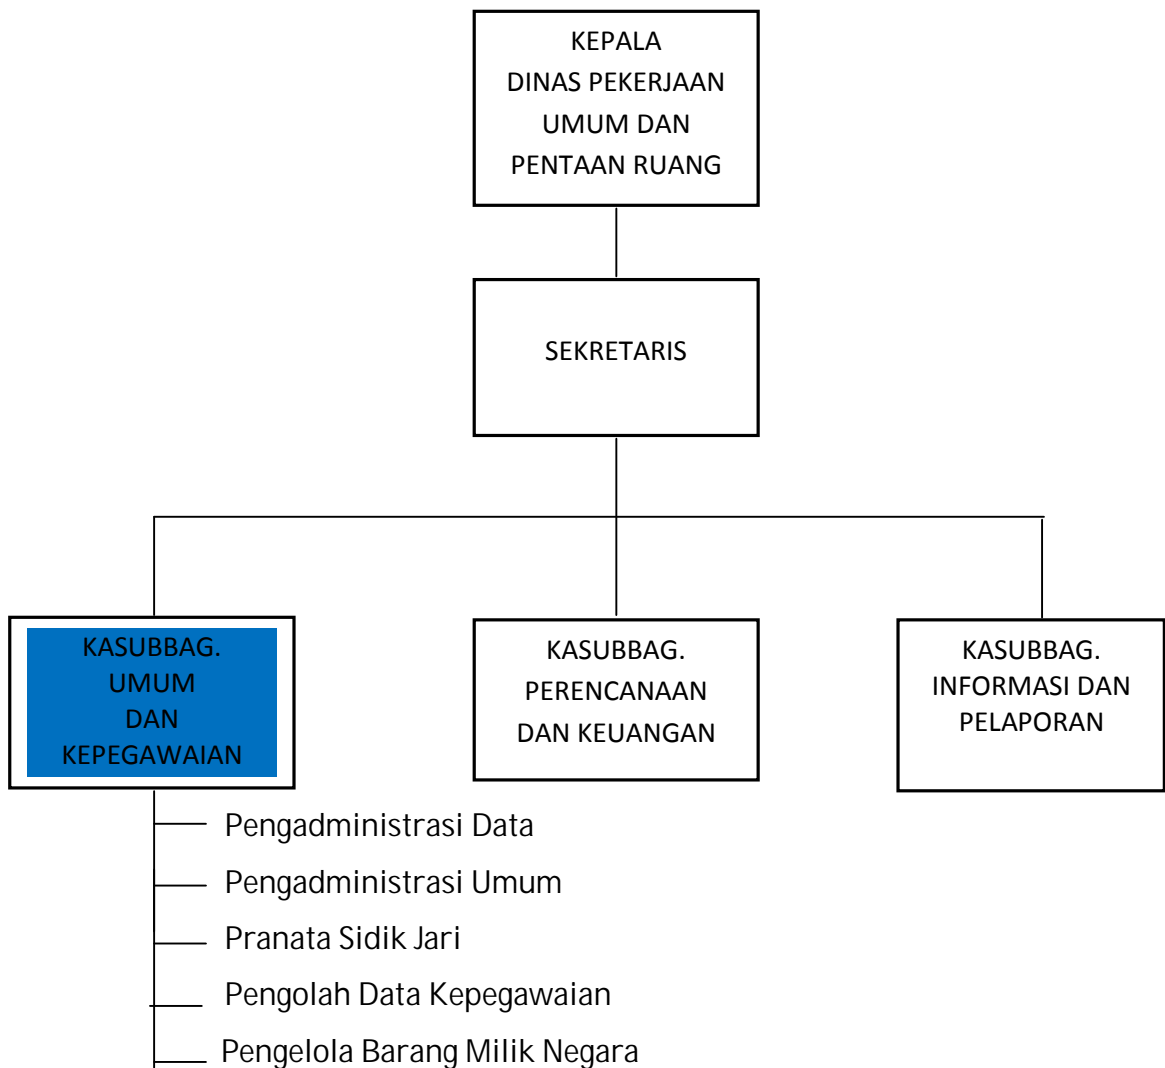 KEPALA
DINAS PEKERJAAN
UMUM DAN
PENTAAN RUANG
SEKRETARIS
KASUBBAG.
UMUM
DAN
KEPEGAWAIAN
KASUBBAG.
PERENCANAAN
DAN KEUANGAN
KASUBBAG.
INFORMASI DAN
PELAPORAN
Pengadministrasi Data
Pengadministrasi Umum
Pranata Sidik Jari
Pengolah Data Kepegawaian
Pengelola Barang Milik Negara